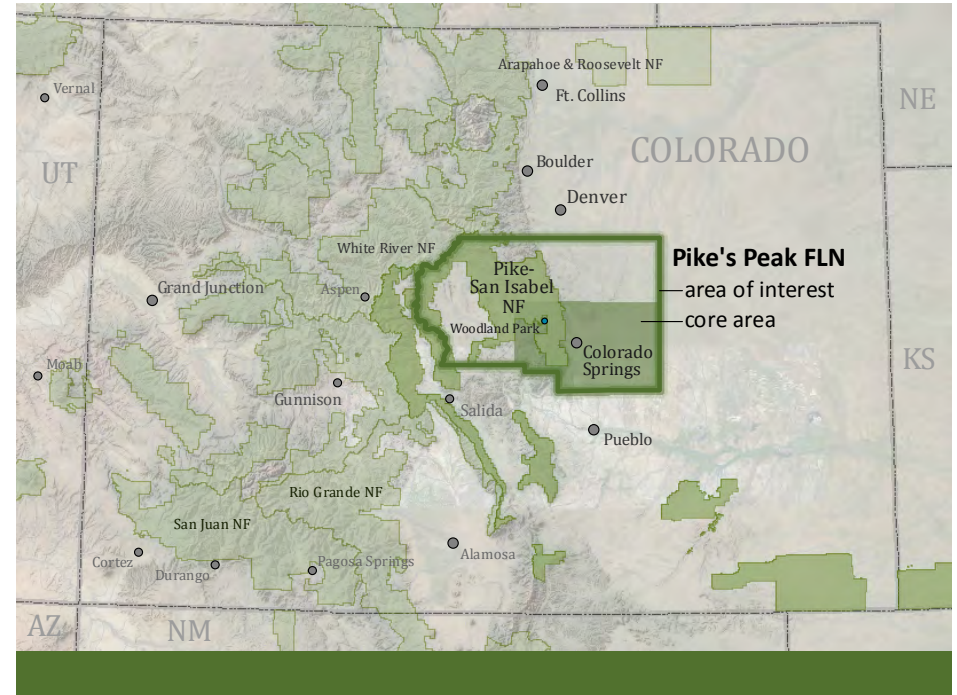 Arapahoe & Roosevelt NF
Vernal
Ft. Collins
NE
COLORADO
Boulder
UT
Denver
White River NF
Pike's Peak FLN
Pike-
San Isabel
NF
area of interest
Grand Junction
Aspen
core area
Woodland Park
Colorado
Springs
KS
Moab
Gunnison
Salida
Pueblo
Rio Grande NF
San Juan NF
Cortez
Durango
Pagosa Springs
Alamosa
AZ
NM